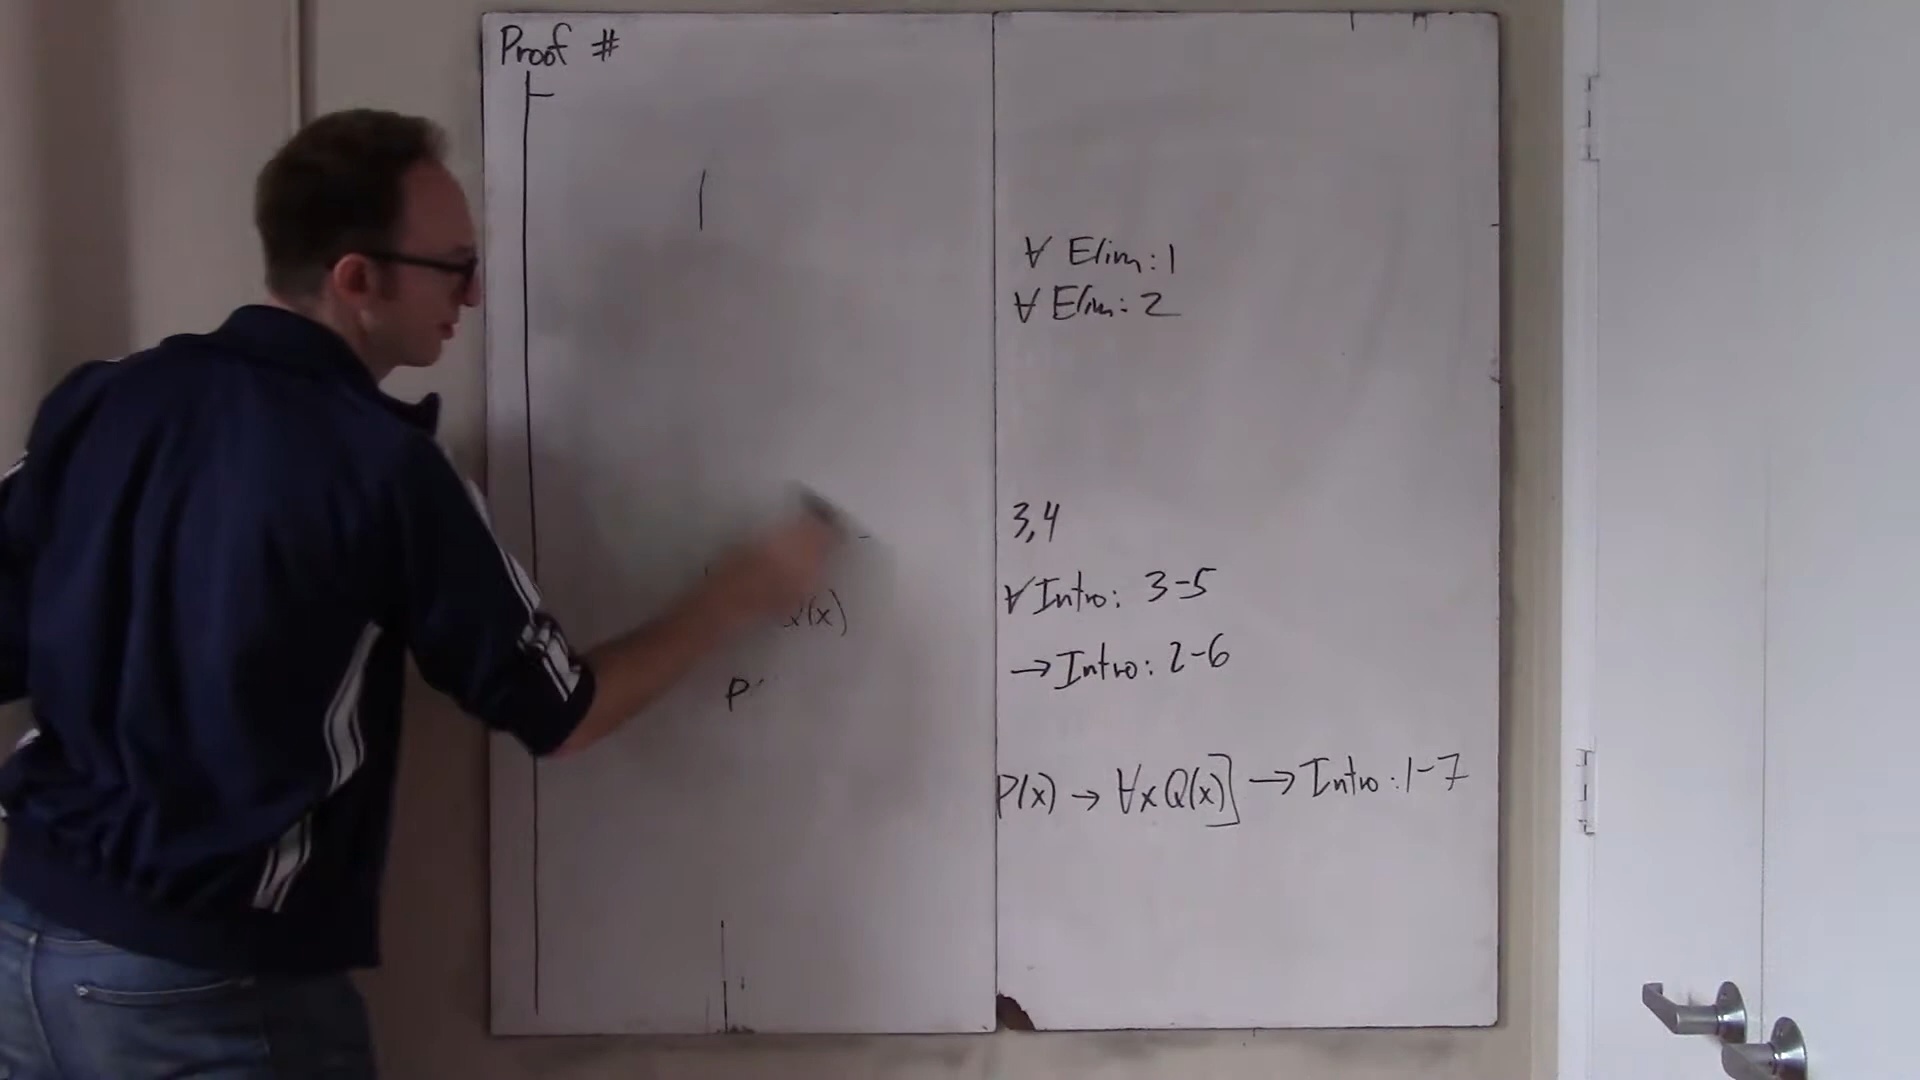 Proof #
∀ Elim: 1
∀ Elim: 2
3,4
Q(x)
∀ Intro: 3-5
→ Intro: 2-6
P
P(x) → ∀x Q(x)] → Intro: 1-7